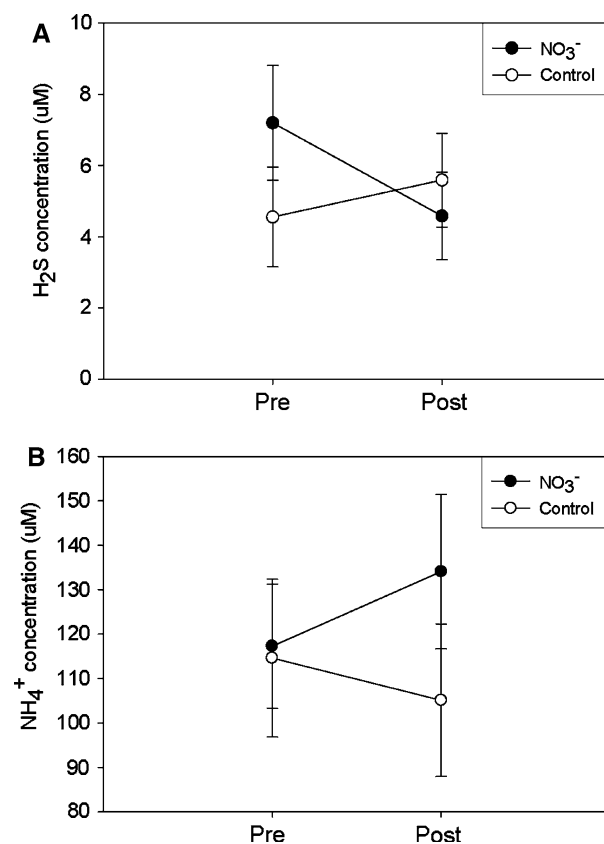 A
10
8
6
4
2
0
H2S concentration (uM)
NO3-
Control
Pre Post
B
160
150
140
130
120
110
100
90
80
NH4+ concentration (uM)
NO3-
Control
Pre Post